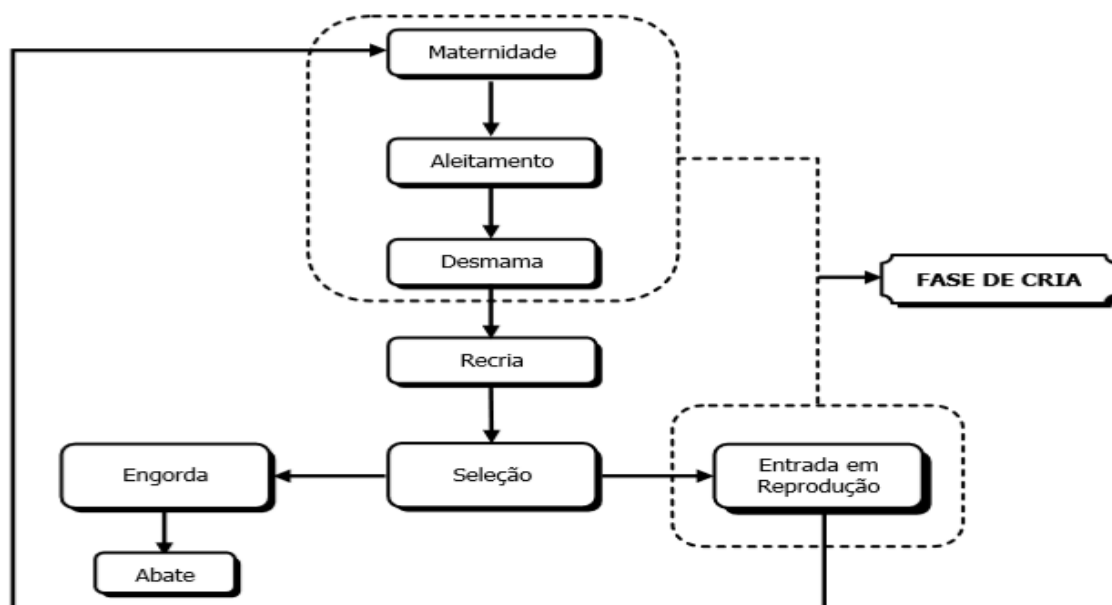 Maternidade
Aleitamento
Desmama
FASE DE CRIA
Recria
Engorda
Seleção
Entrada em
Reprodução
Abate